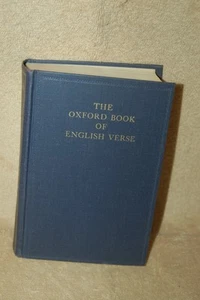 THE
OXFORD BOOK
OF
ENGLISH VERSE